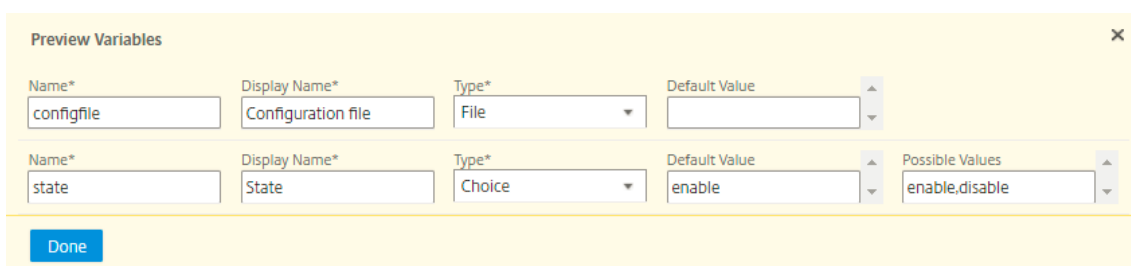 Preview Variables
Name* Display Name* Type* Default Value
configfile Configuration file File
Name* Display Name* Type* Default Value Possible Values
state State Choice enable enable,disable
Done